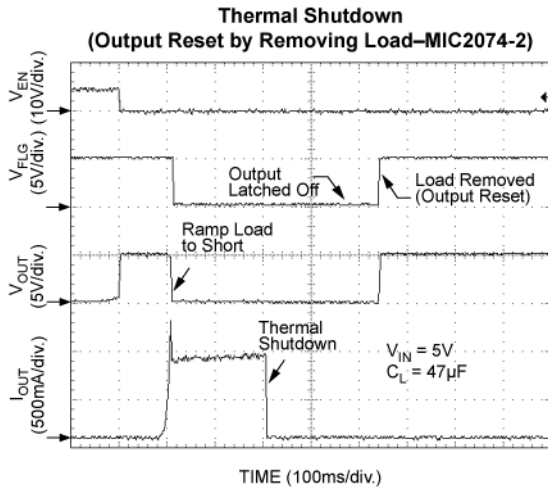 Thermal Shutdown
(Output Reset by Removing Load–MIC2074-2)
V_EN
(10V/div.)
V_FLG
(5V/div.)
Output
Latched Off
Load Removed
(Output Reset)
Ramp Load
to Short
V_OUT
(5V/div.)
Thermal
Shutdown
V_IN = 5V
C_L = 47µF
I_OUT
(500mA/div.)
TIME (100ms/div.)